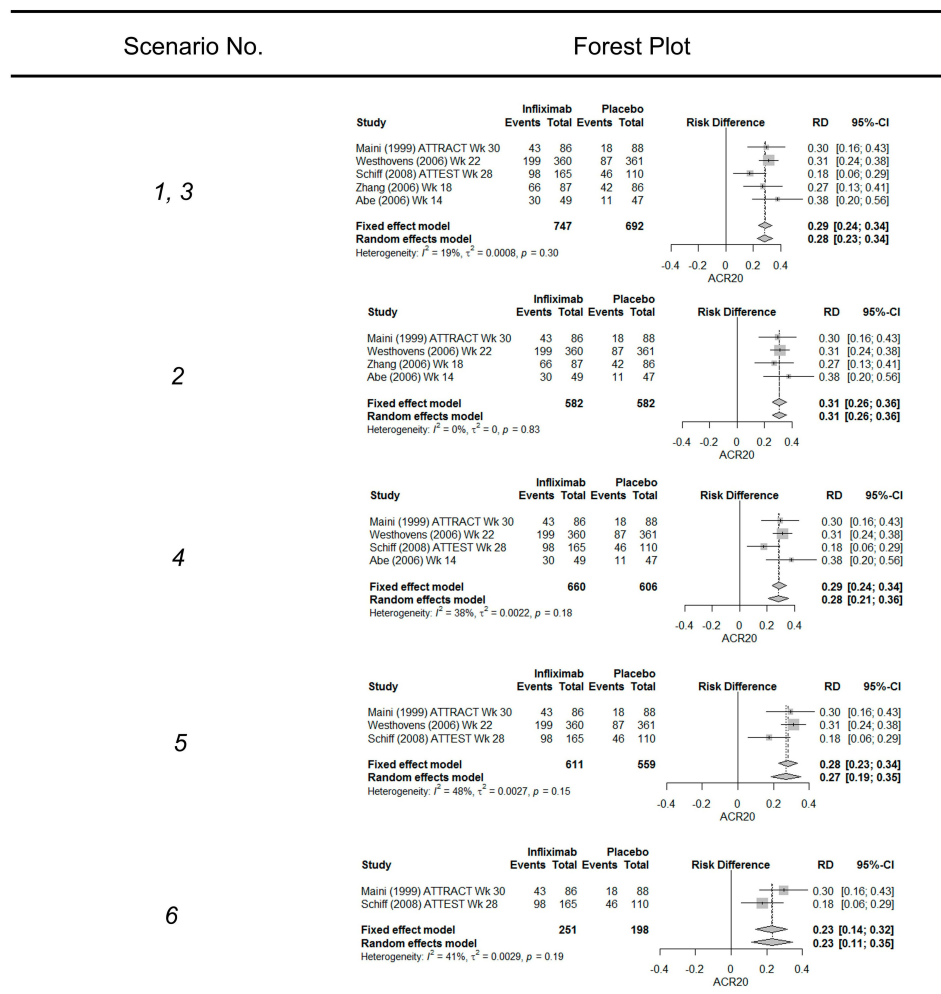 Scenario No. Forest Plot
1, 3
Infliximab Placebo
Study Events Total Events Total Risk Difference RD 95%-CI
Maini (1999) ATTRACT Wk 30 43 86 18 88 0.30 [0.16; 0.43]
Westhovens (2006) Wk 22 199 360 87 361 0.31 [0.24; 0.38]
Schiff (2008) ATTEST Wk 28 98 165 46 110 0.18 [0.06; 0.29]
Zhang (2006) Wk 18 66 87 42 86 0.27 [0.13; 0.41]
Abe (2006) Wk 14 30 49 11 47 0.38 [0.20; 0.56]
Fixed effect model 747 692 0.29 [0.24; 0.34]
Random effects model 0.28 [0.23; 0.34]
Heterogeneity: I² = 19%, τ² = 0.0008, p = 0.30
-0.4 -0.2 0 0.2 0.4
ACR20
2
Infliximab Placebo
Study Events Total Events Total Risk Difference RD 95%-CI
Maini (1999) ATTRACT Wk 30 43 86 18 88 0.30 [0.16; 0.43]
Westhovens (2006) Wk 22 199 360 87 361 0.31 [0.24; 0.38]
Zhang (2006) Wk 18 66 87 42 86 0.27 [0.13; 0.41]
Abe (2006) Wk 14 30 49 11 47 0.38 [0.20; 0.56]
Fixed effect model 582 582 0.31 [0.26; 0.36]
Random effects model 0.31 [0.26; 0.36]
Heterogeneity: I² = 0%, τ² = 0, p = 0.83
-0.4 -0.2 0 0.2 0.4
ACR20
4
Infliximab Placebo
Study Events Total Events Total Risk Difference RD 95%-CI
Maini (1999) ATTRACT Wk 30 43 86 18 88 0.30 [0.16; 0.43]
Westhovens (2006) Wk 22 199 360 87 361 0.31 [0.24; 0.38]
Schiff (2008) ATTEST Wk 28 98 165 46 110 0.18 [0.06; 0.29]
Abe (2006) Wk 14 30 49 11 47 0.38 [0.20; 0.56]
Fixed effect model 660 606 0.29 [0.24; 0.34]
Random effects model 0.28 [0.21; 0.36]
Heterogeneity: I² = 38%, τ² = 0.0022, p = 0.18
-0.4 -0.2 0 0.2 0.4
ACR20
5
Infliximab Placebo
Study Events Total Events Total Risk Difference RD 95%-CI
Maini (1999) ATTRACT Wk 30 43 86 18 88 0.30 [0.16; 0.43]
Westhovens (2006) Wk 22 199 360 87 361 0.31 [0.24; 0.38]
Schiff (2008) ATTEST Wk 28 98 165 46 110 0.18 [0.06; 0.29]
Fixed effect model 611 559 0.28 [0.23; 0.34]
Random effects model 0.27 [0.19; 0.35]
Heterogeneity: I² = 48%, τ² = 0.0027, p = 0.15
-0.4 -0.2 0 0.2 0.4
ACR20
6
Infliximab Placebo
Study Events Total Events Total Risk Difference RD 95%-CI
Maini (1999) ATTRACT Wk 30 43 86 18 88 0.30 [0.16; 0.43]
Schiff (2008) ATTEST Wk 28 98 165 46 110 0.18 [0.06; 0.29]
Fixed effect model 251 198 0.23 [0.14; 0.32]
Random effects model 0.23 [0.11; 0.35]
Heterogeneity: I² = 41%, τ² = 0.0029, p = 0.19
-0.4 -0.2 0 0.2 0.4
ACR20